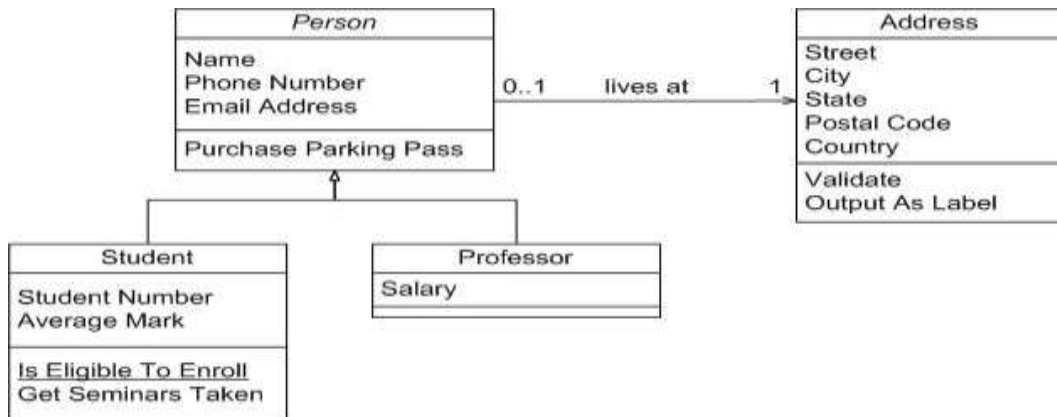 Person
Name
Phone Number
Email Address
Purchase Parking Pass
0..1 lives at 1
Address
Street
City
State
Postal Code
Country
Validate
Output As Label
Student
Student Number
Average Mark
Is Eligible To Enroll
Get Seminars Taken
Professor
Salary